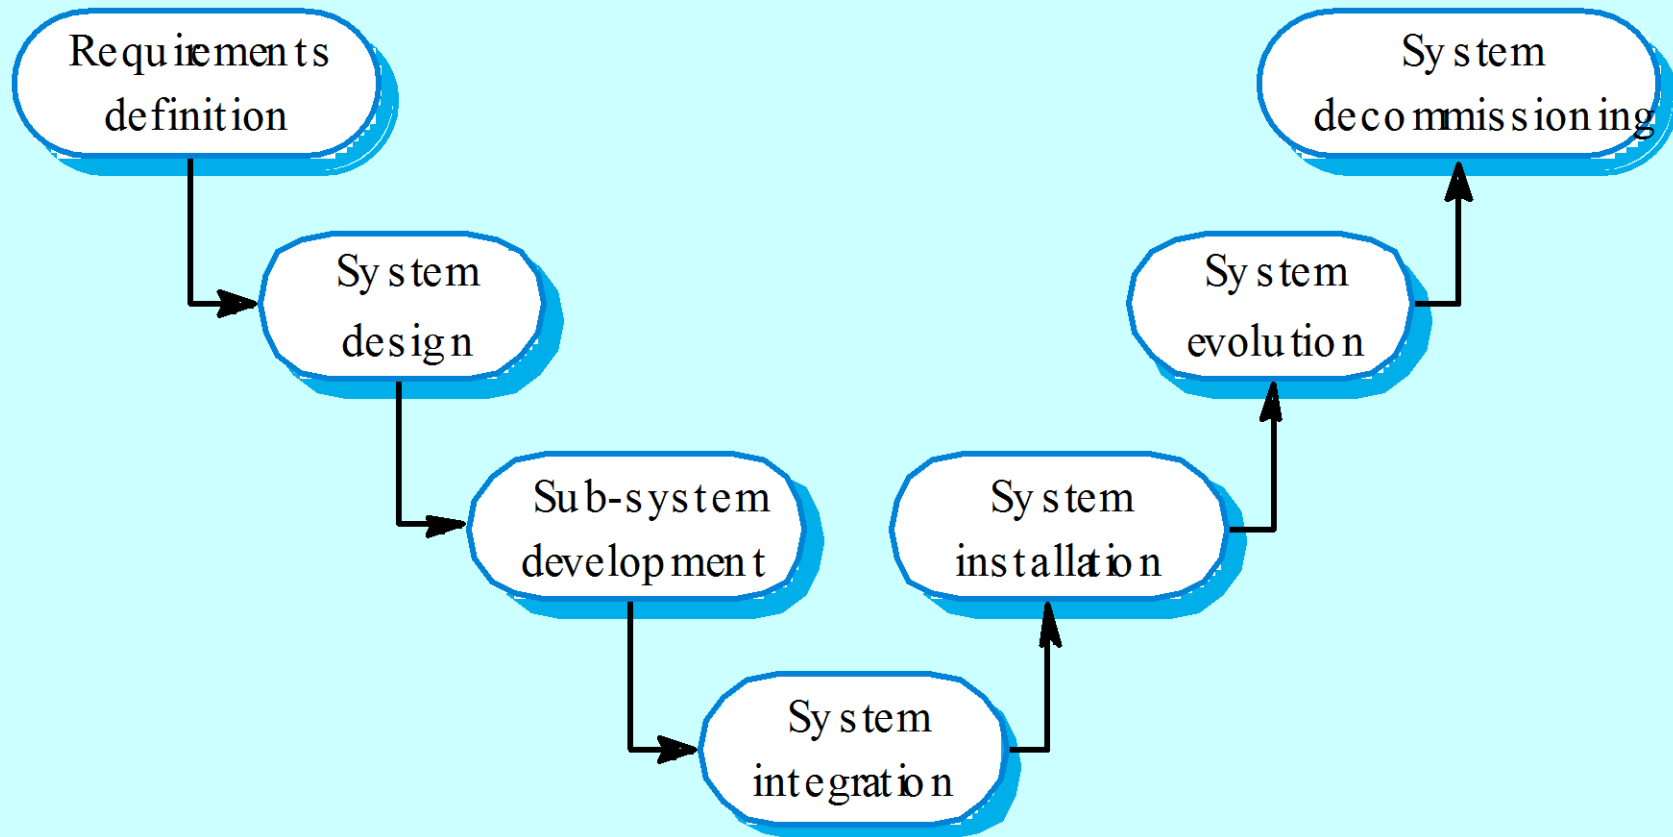 Requirements
definition
System
design
Sub-system
development
System
integration
System
installation
System
evolution
System
decommissioning